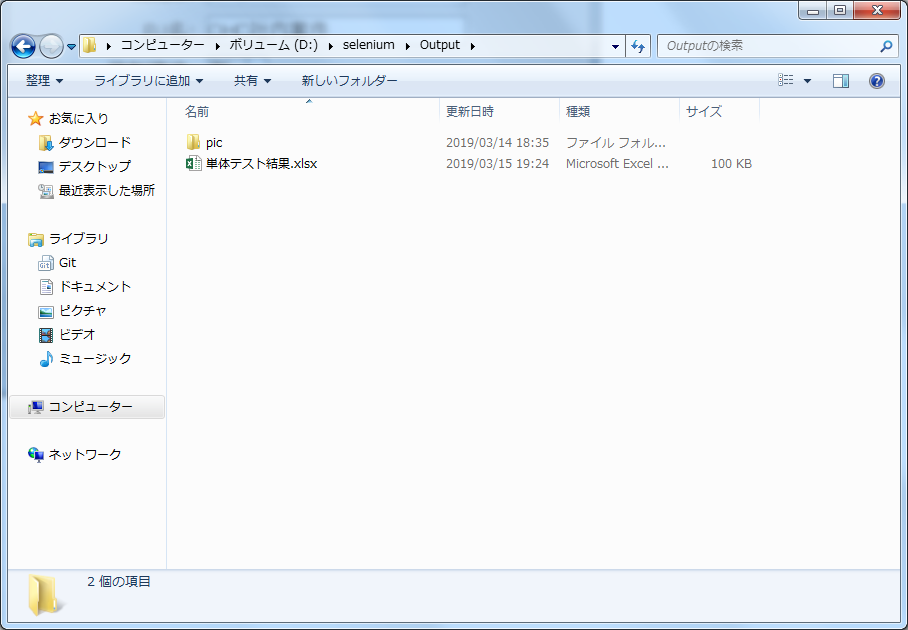 コンピューター ▸ ボリューム (D:) ▸ selenium ▸ Output ▸
Outputの検索
整理 ライブラリに追加 共有 新しいフォルダー
名前 更新日時 種類 サイズ
pic 2019/03/14 18:35 ファイル フォル...
単体テスト結果.xlsx 2019/03/15 19:24 Microsoft Excel ... 100 KB
お気に入り
ダウンロード
デスクトップ
最近表示した場所
ライブラリ
Git
ドキュメント
ピクチャ
ビデオ
ミュージック
コンピューター
ネットワーク
2 個の項目